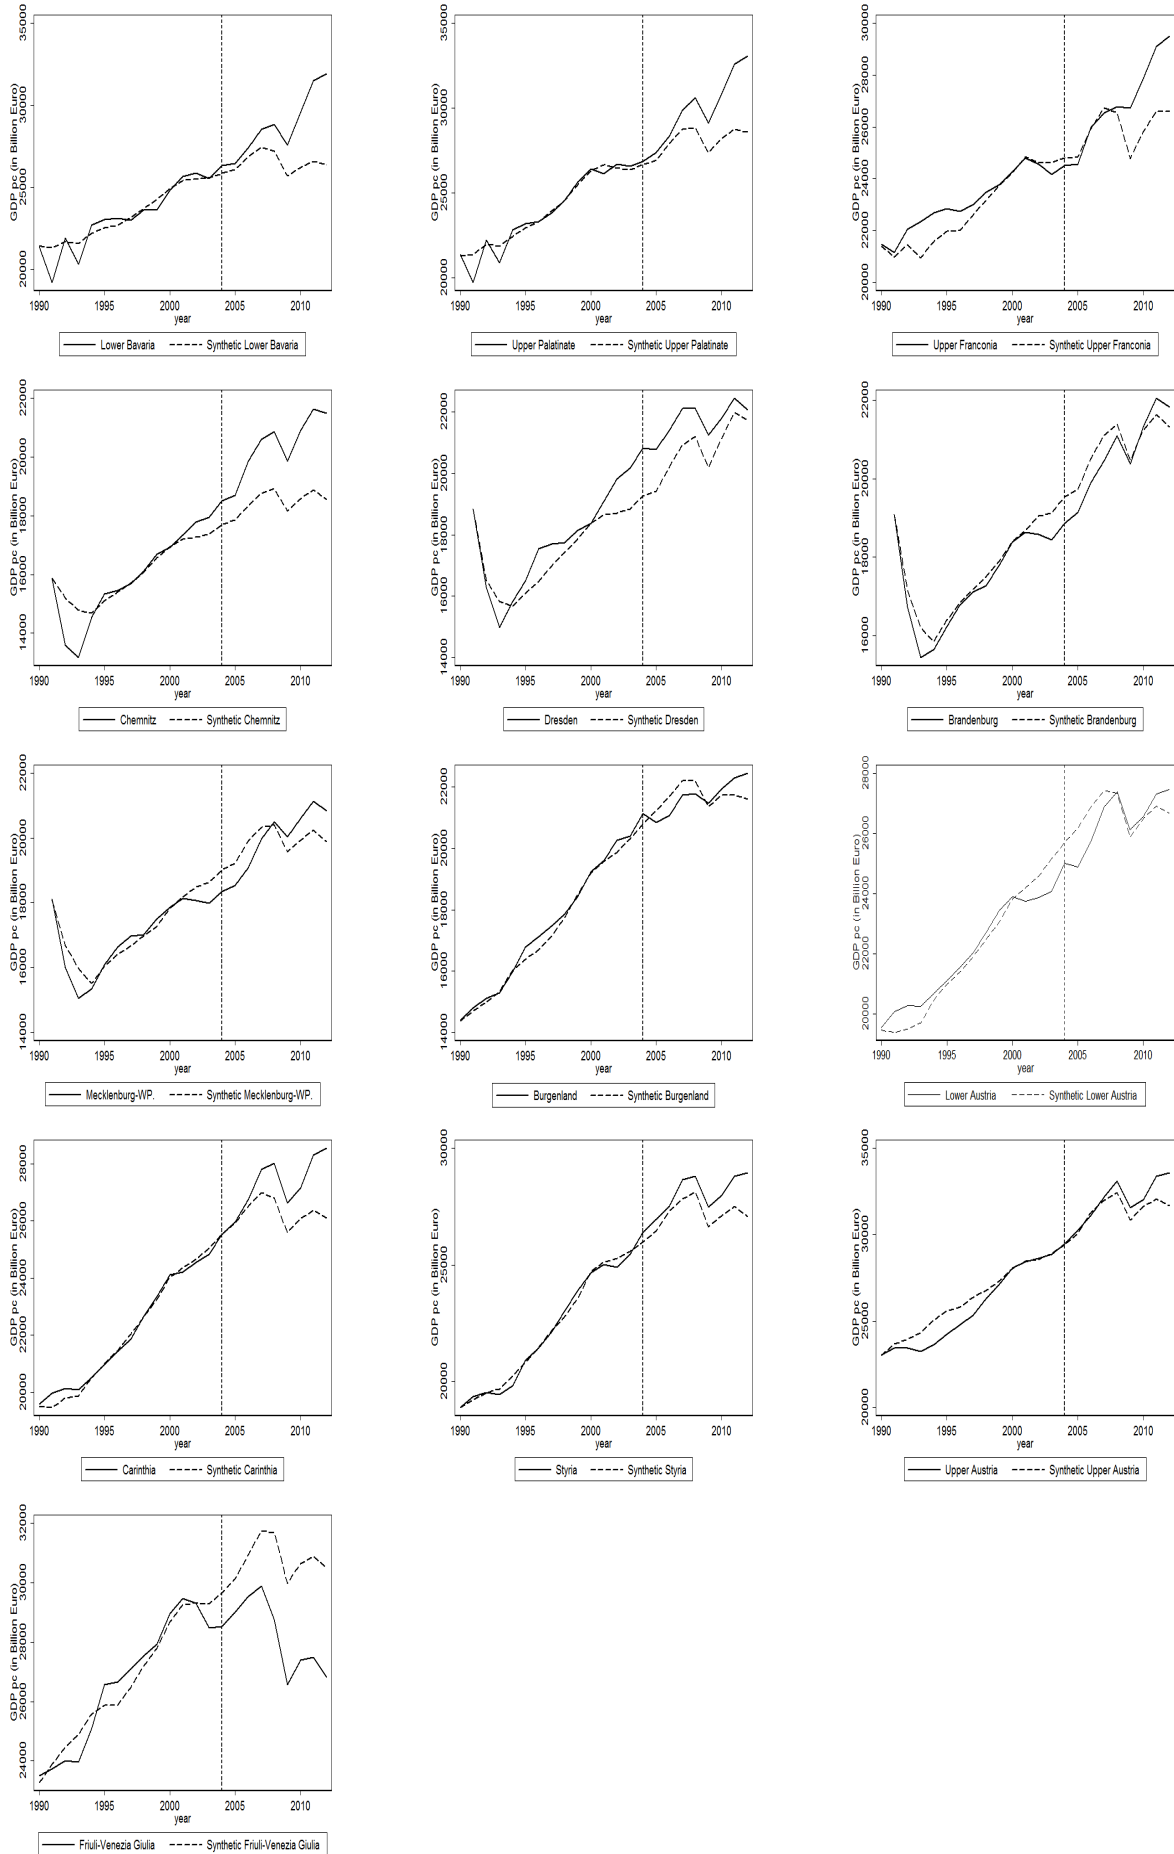 GDP pc (in Billion Euro)
35000
30000
25000
20000
1990 1995 2000 2005 2010
year
Lower Bavaria Synthetic Lower Bavaria
GDP pc (in Billion Euro)
35000
30000
25000
20000
1990 1995 2000 2005 2010
year
Upper Palatinate Synthetic Upper Palatinate
GDP pc (in Billion Euro)
30000
28000
26000
24000
22000
20000
1990 1995 2000 2005 2010
year
Upper Franconia Synthetic Upper Franconia
GDP pc (in Billion Euro)
22000
20000
18000
16000
14000
1990 1995 2000 2005 2010
year
Chemnitz Synthetic Chemnitz
GDP pc (in Billion Euro)
22000
20000
18000
16000
14000
1990 1995 2000 2005 2010
year
Dresden Synthetic Dresden
GDP pc (in Billion Euro)
22000
20000
18000
16000
1990 1995 2000 2005 2010
year
Brandenburg Synthetic Brandenburg
GDP pc (in Billion Euro)
22000
20000
18000
16000
14000
1990 1995 2000 2005 2010
year
Mecklenburg-WP. Synthetic Mecklenburg-WP.
GDP pc (in Billion Euro)
22000
20000
18000
16000
14000
1990 1995 2000 2005 2010
year
Burgenland Synthetic Burgenland
GDP pc (in Billion Euro)
28000
26000
24000
22000
20000
1990 1995 2000 2005 2010
year
Lower Austria Synthetic Lower Austria
GDP pc (in Billion Euro)
28000
26000
24000
22000
20000
1990 1995 2000 2005 2010
year
Carinthia Synthetic Carinthia
GDP pc (in Billion Euro)
30000
25000
20000
1990 1995 2000 2005 2010
year
Styria Synthetic Styria
GDP pc (in Billion Euro)
35000
30000
25000
20000
1990 1995 2000 2005 2010
year
Upper Austria Synthetic Upper Austria
GDP pc (in Billion Euro)
32000
30000
28000
26000
24000
1990 1995 2000 2005 2010
year
Friuli-Venezia Giulia Synthetic Friuli-Venezia Giulia